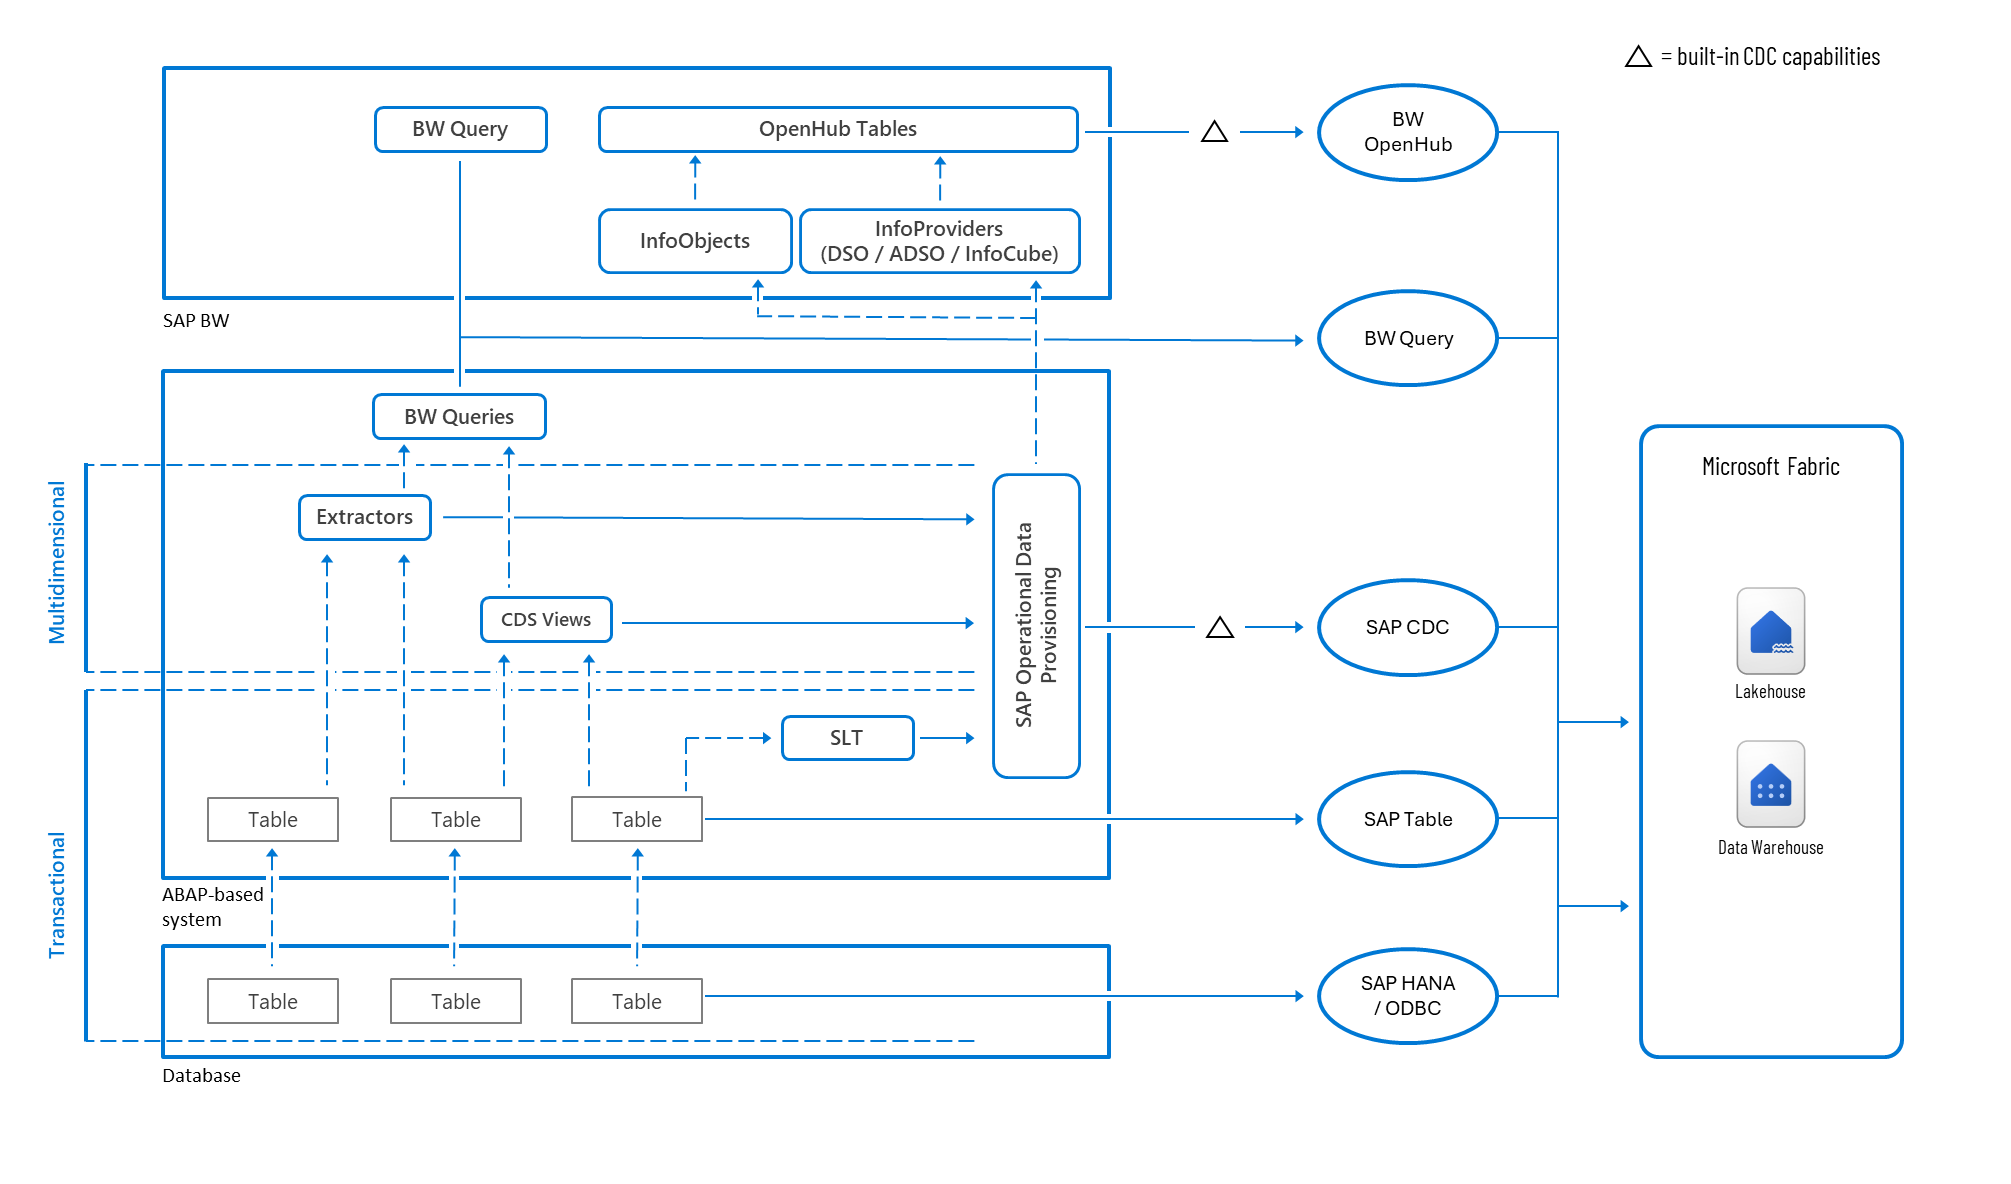 △ = built-in CDC capabilities
BW Query
OpenHub Tables
InfoObjects
InfoProviders
(DSO / ADSO / InfoCube)
SAP BW
BW
OpenHub
BW Query
BW Queries
Multidimensional
Extractors
CDS Views
SAP Operational Data
Provisioning
SAP CDC
SLT
Transactional
Table
Table
Table
SAP Table
ABAP-based
system
Table
Table
Table
SAP HANA
/ ODBC
Database
Microsoft Fabric
Lakehouse
Data Warehouse